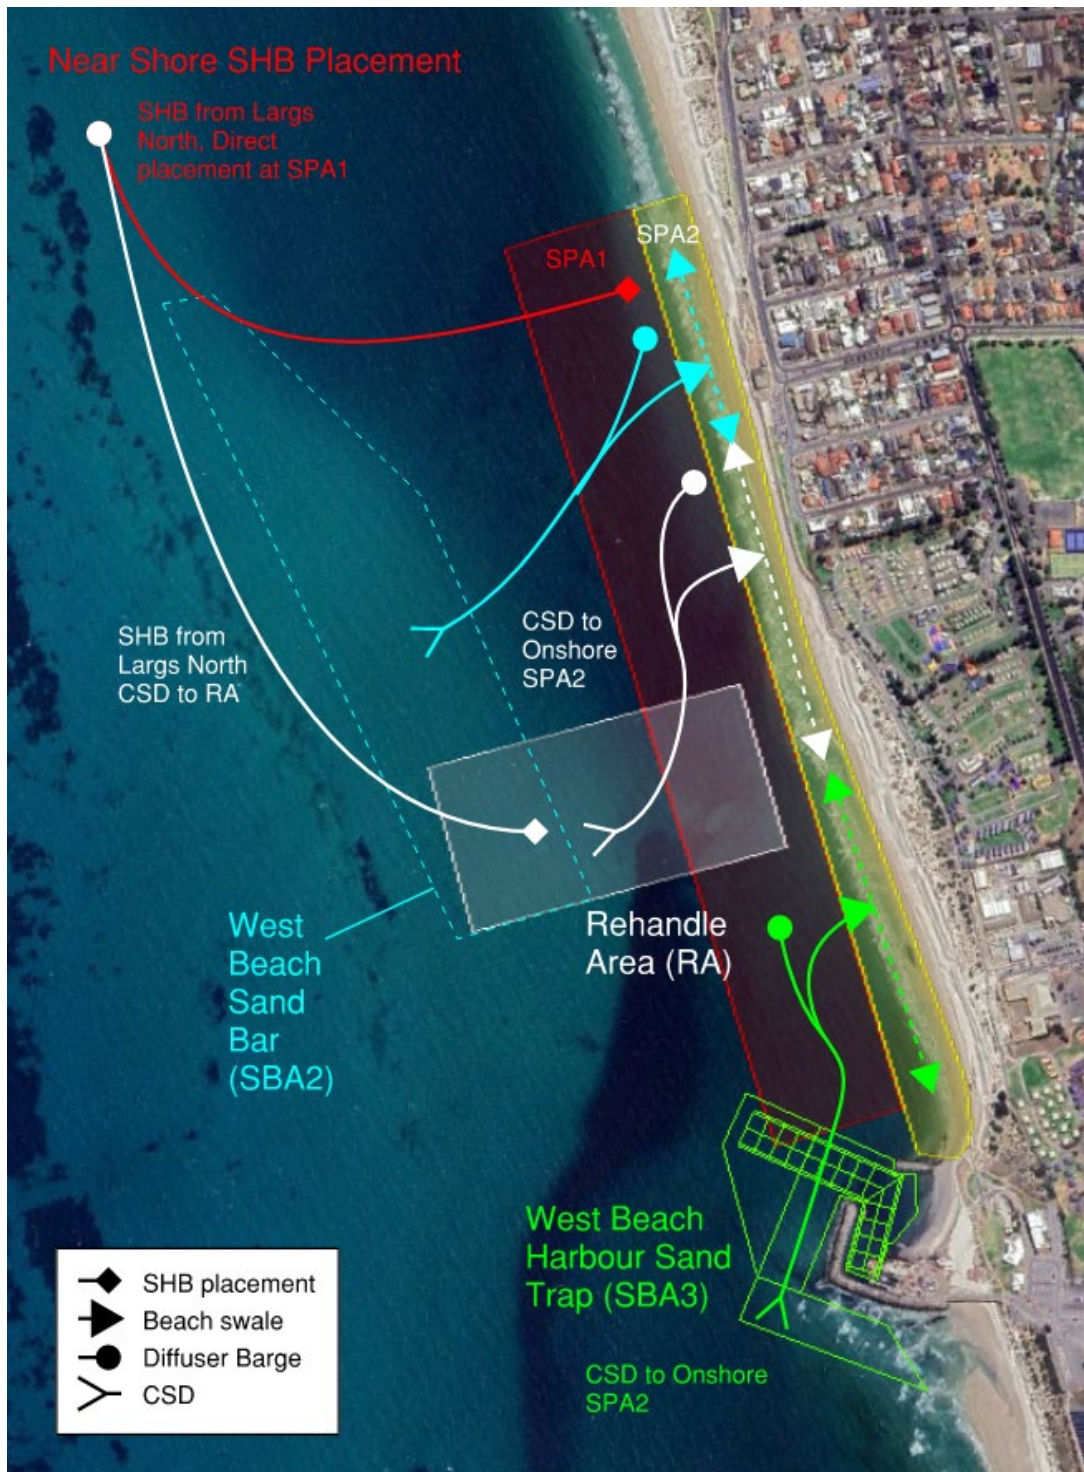 Near Shore SHB Placement
SHB from Largs
North, Direct
placement at SPA1
SPA2
SPA1
SHB from
Largs North
CSD to RA
CSD to
Onshore
SPA2
West
Beach
Sand
Bar
(SBA2)
Rehandle
Area (RA)
West Beach
Harbour Sand
Trap (SBA3)
CSD to Onshore
SPA2
SHB placement
Beach swale
Diffuser Barge
CSD